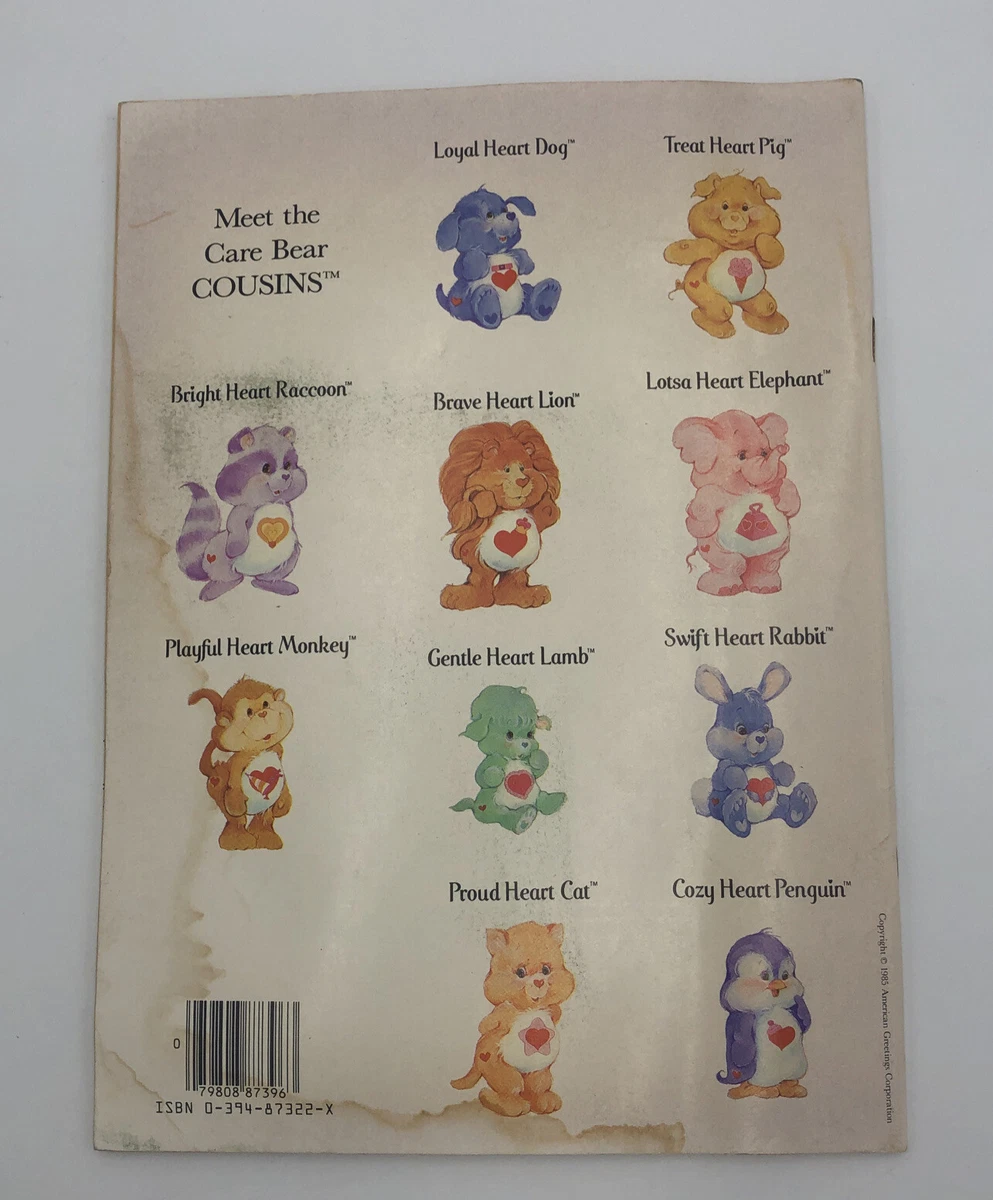 Meet the
Care Bear
COUSINS™
Loyal Heart Dog™
Treat Heart Pig™
Bright Heart Raccoon™
Brave Heart Lion™
Lotsa Heart Elephant™
Playful Heart Monkey™
Gentle Heart Lamb™
Swift Heart Rabbit™
Proud Heart Cat™
Cozy Heart Penguin™
0
79808 87396
ISBN 0-394-87322-X
Copyright © 1985 American Greetings Corporation